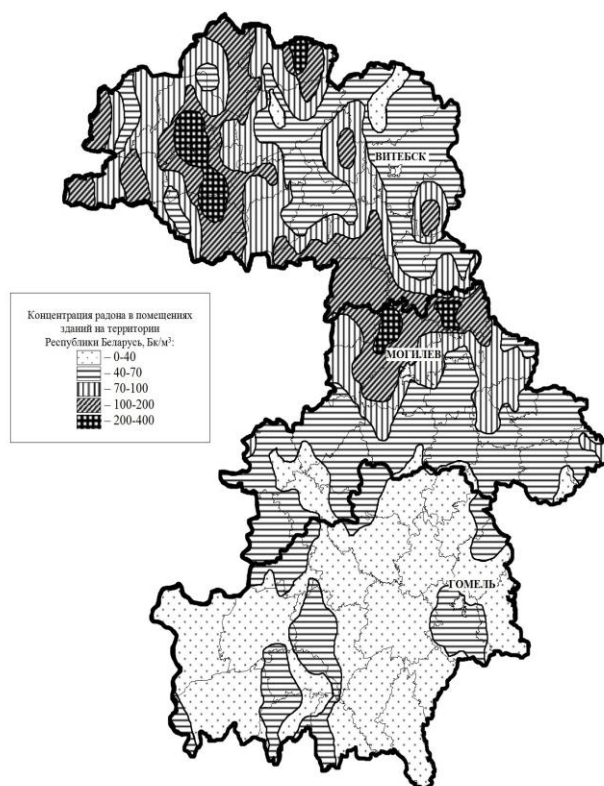 ВИТЕБСК
Концентрация радона в помещениях
зданий на территории
Республики Беларусь, Бк/м³:
– 0-40
– 40-70
– 70-100
– 100-200
– 200-400
МОГИЛЕВ
ГОМЕЛЬ